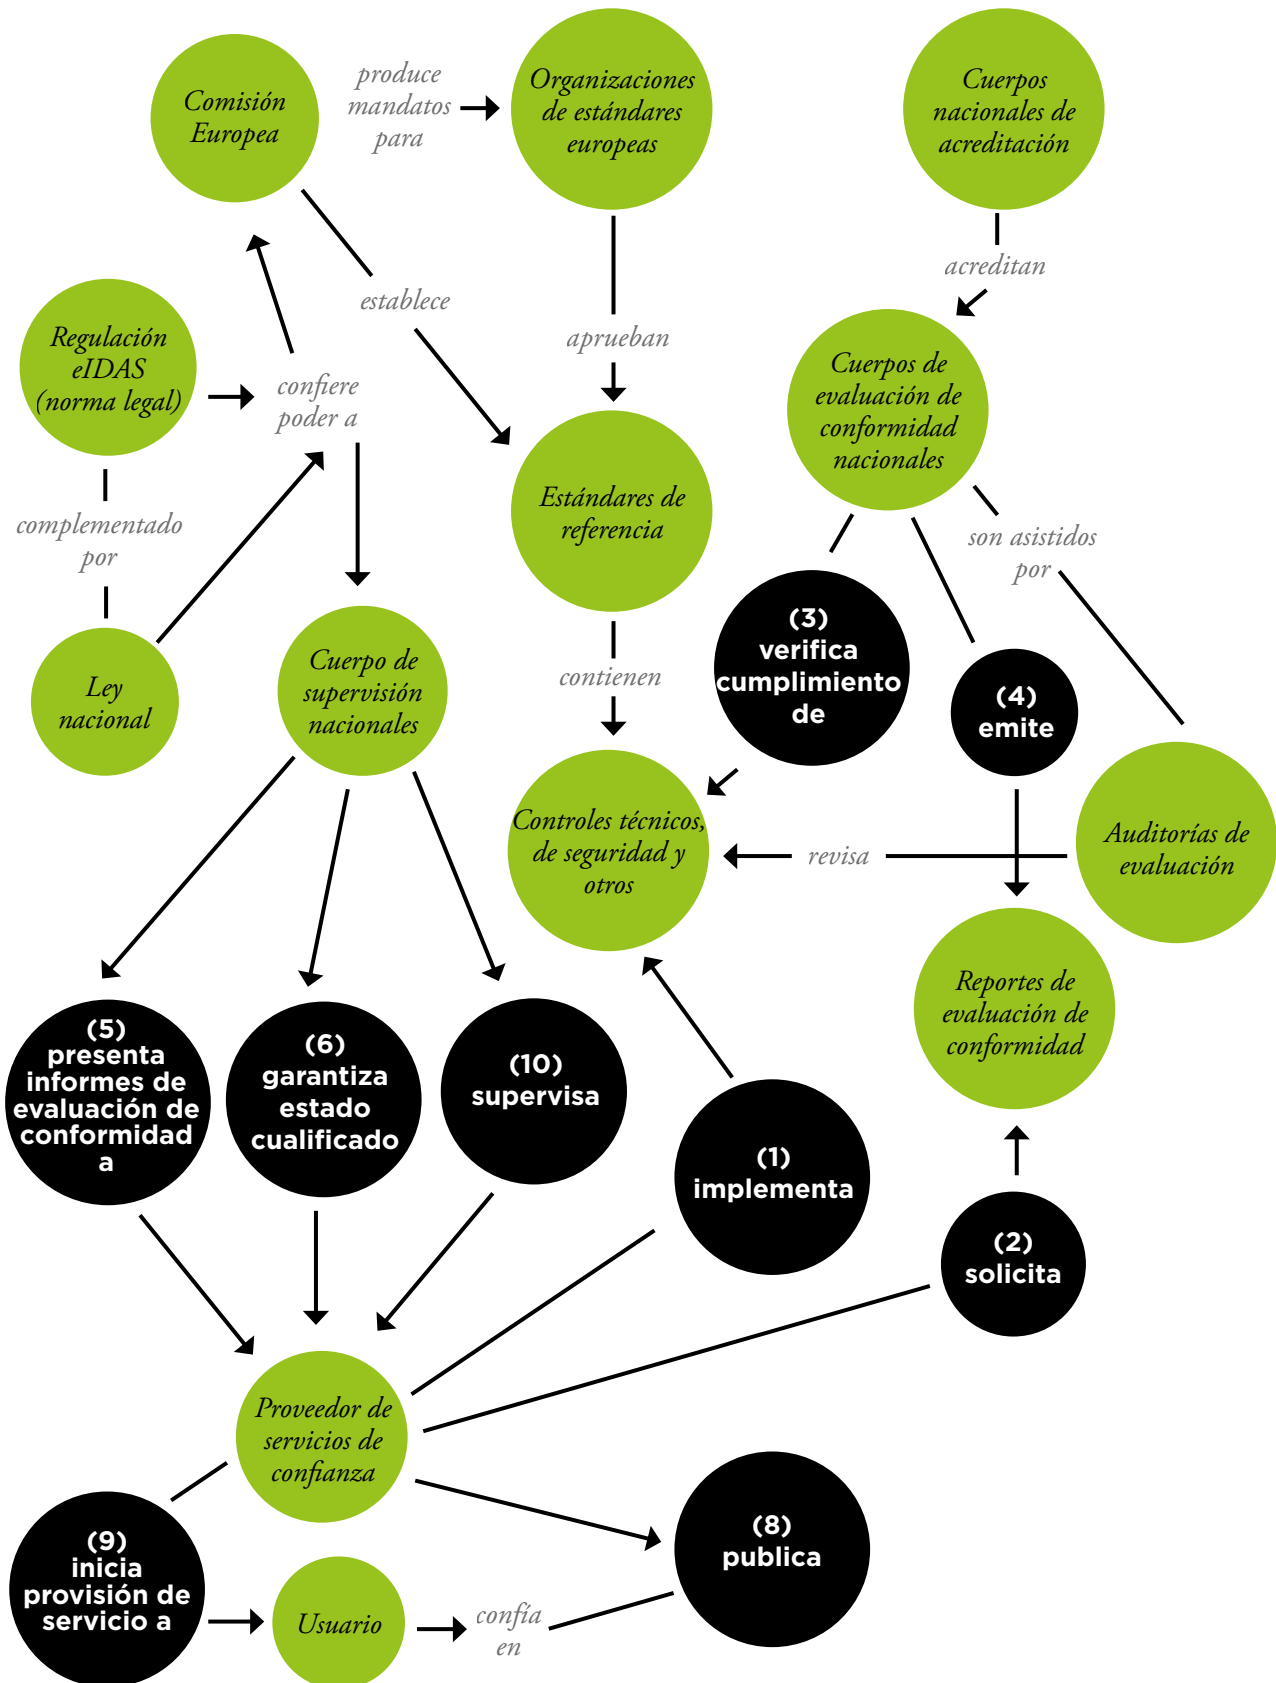 Comisión
Europea
produce
mandatos
para
Organizaciones
de estándares
europeas
Cuerpos
nacionales de
acreditación
acreditan
establece
Regulación
eIDAS
(norma legal)
confiere
poder a
aprueban
Cuerpos de
evaluación de
conformidad
nacionales
complementado
por
Estándares de
referencia
son asistidos
por
Ley
nacional
Cuerpo de
supervisión
nacionales
contienen
(3)
verifica
cumplimiento
de
(4)
emite
Controles técnicos,
de seguridad y
otros
revisa
Auditorías de
evaluación
Reportes de
evaluación de
conformidad
(5)
presenta
informes de
evaluación de
conformidad
a
(6)
garantiza
estado
cualificado
(10)
supervisa
(1)
implementa
(2)
solicita
Proveedor de
servicios de
confianza
(9)
inicia
provisión de
servicio a
Usuario
confía
en
(8)
publica